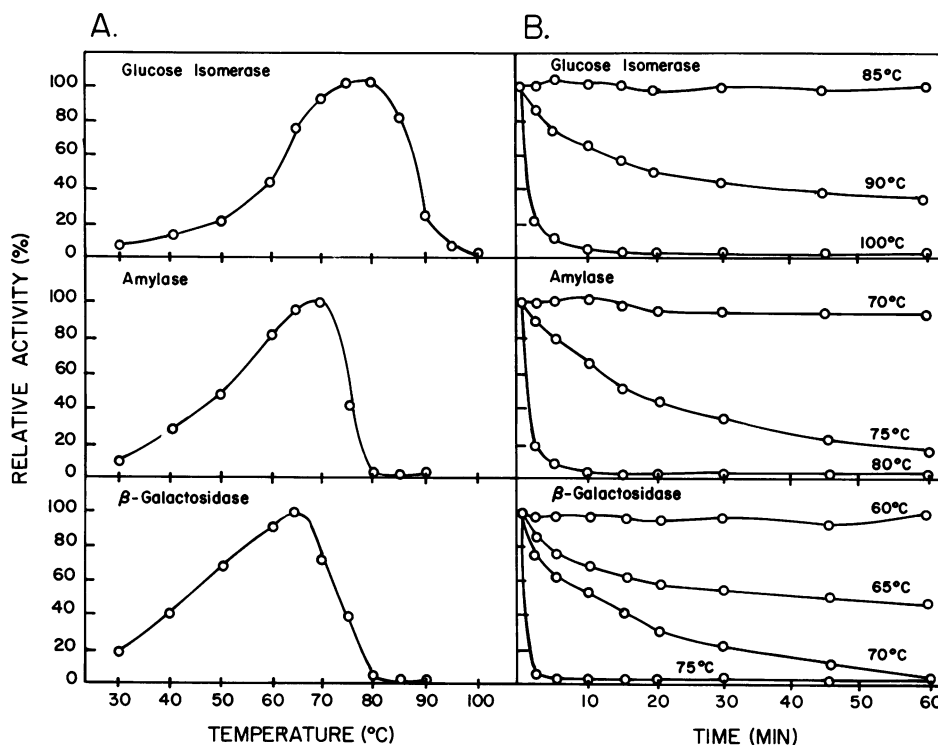 A.
B.
Glucose Isomerase
100
80
60
40
20
0
Amylase
100
80
60
40
20
0
β-Galactosidase
100
80
60
40
20
0
30 40 50 60 70 80 90 100
TEMPERATURE (°C)
RELATIVE ACTIVITY (%)
Glucose Isomerase
85°C
90°C
100°C
Amylase
70°C
75°C
80°C
β-Galactosidase
60°C
65°C
70°C
75°C
10 20 30 40 50 60
TIME (MIN)